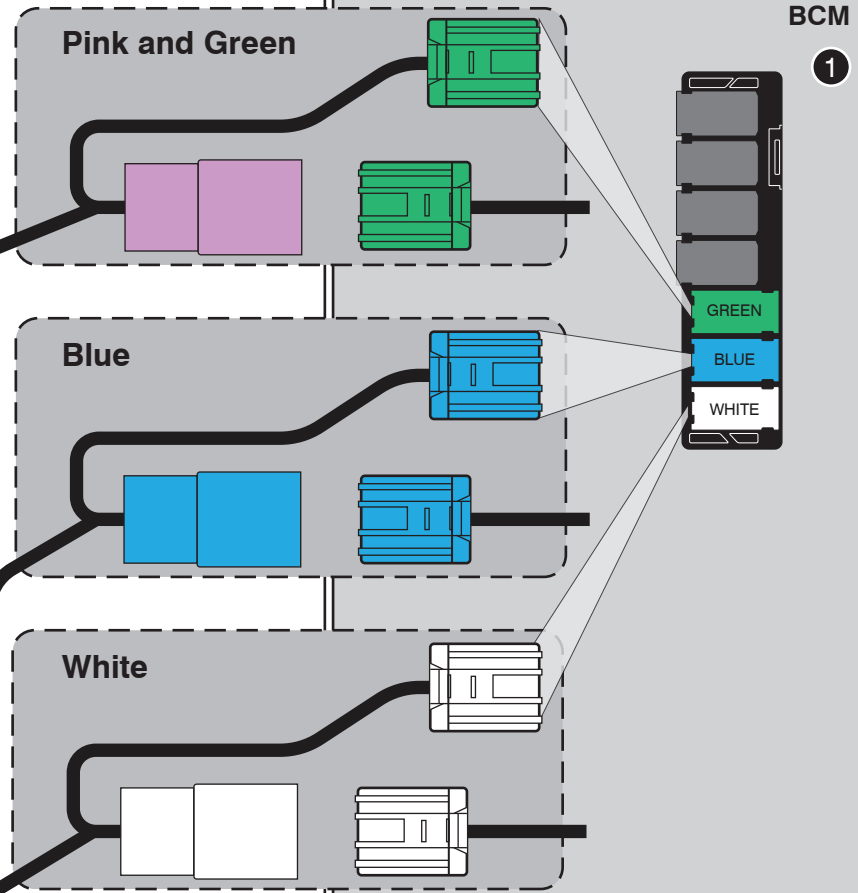 BCM
1
Pink and Green
GREEN
BLUE
WHITE
Blue
White